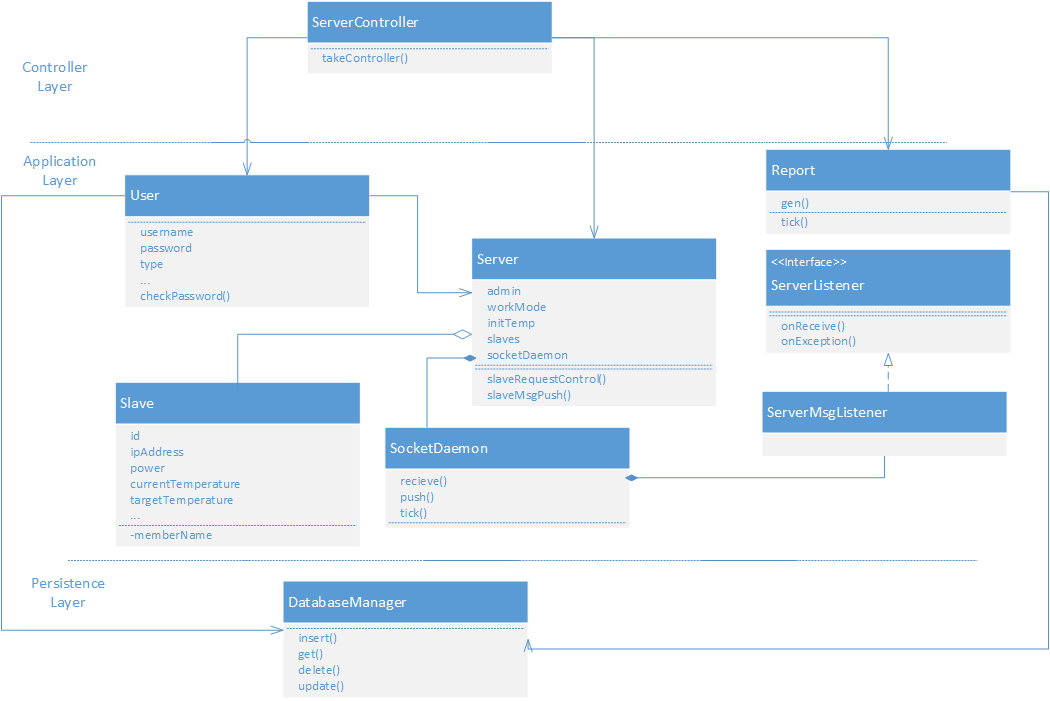 ServerController
takeController()
Controller
Layer
Application
Layer
User
username
password
type
...
checkPassword()
Report
gen()
tick()
Server
admin
workMode
initTemp
slaves
socketDaemon
slaveRequestControl()
slaveMsgPush()
<<Interface>>
ServerListener
onReceive()
onException()
Slave
id
ipAddress
power
currentTemperature
targetTemperature
...
-memberName
SocketDaemon
recieve()
push()
tick()
ServerMsgListener
Persistence
Layer
DatabaseManager
insert()
get()
delete()
update()